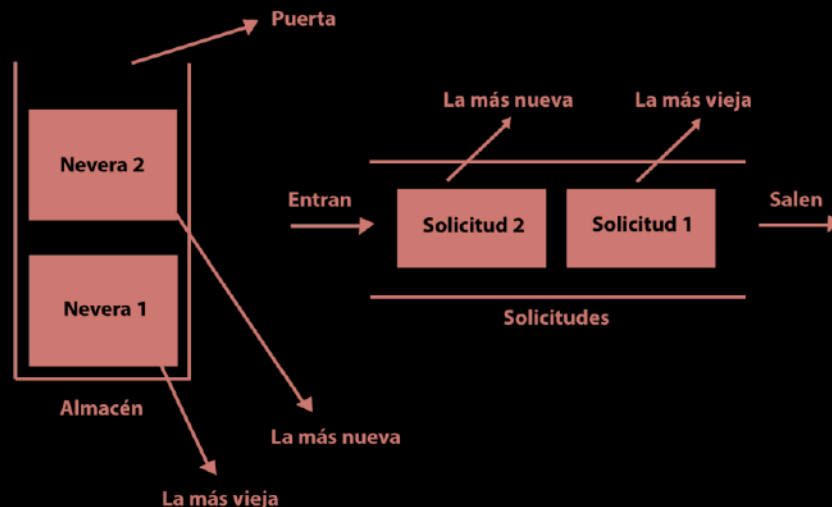 Puerta
Nevera 2
Nevera 1
Almacén
La más nueva
La más vieja
La más nueva
La más vieja
Entran
Solicitud 2
Solicitud 1
Salen
Solicitudes